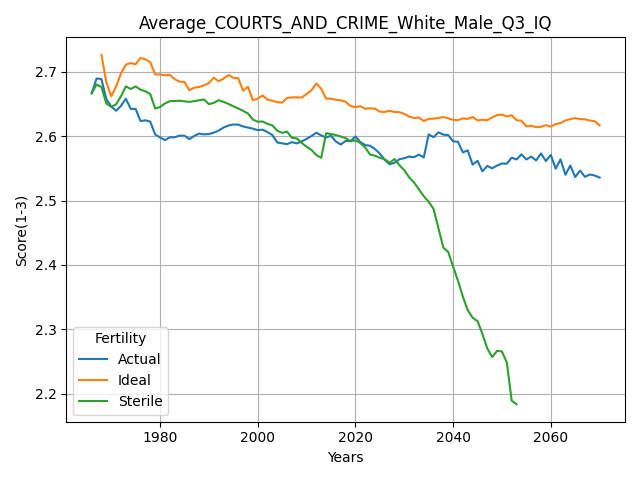 Average_COURTS_AND_CRIME_White_Male_Q3_IQ
Score(1-3)
2.7
2.6
2.5
2.4
2.3
2.2
Fertility
Actual
Ideal
Sterile
1980
2000
2020
2040
2060
Years